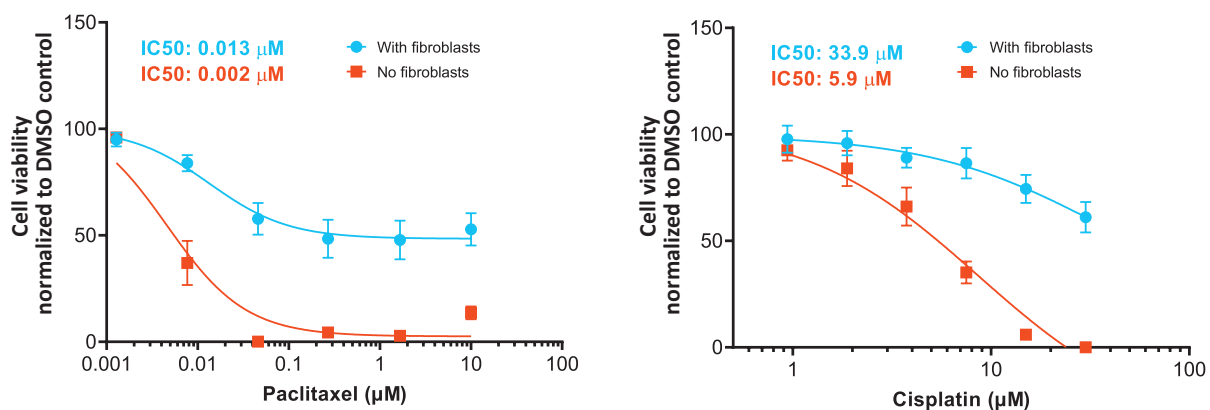 150
100
50
0
Cell viability
normalized to DMSO control
IC50: 0.013 µM
IC50: 0.002 µM
With fibroblasts
No fibroblasts
0.001
0.01
0.1
1
10
100
Paclitaxel (µM)
150
100
50
0
Cell viability
normalized to DMSO control
IC50: 33.9 µM
IC50: 5.9 µM
With fibroblasts
No fibroblasts
1
10
100
Cisplatin (µM)